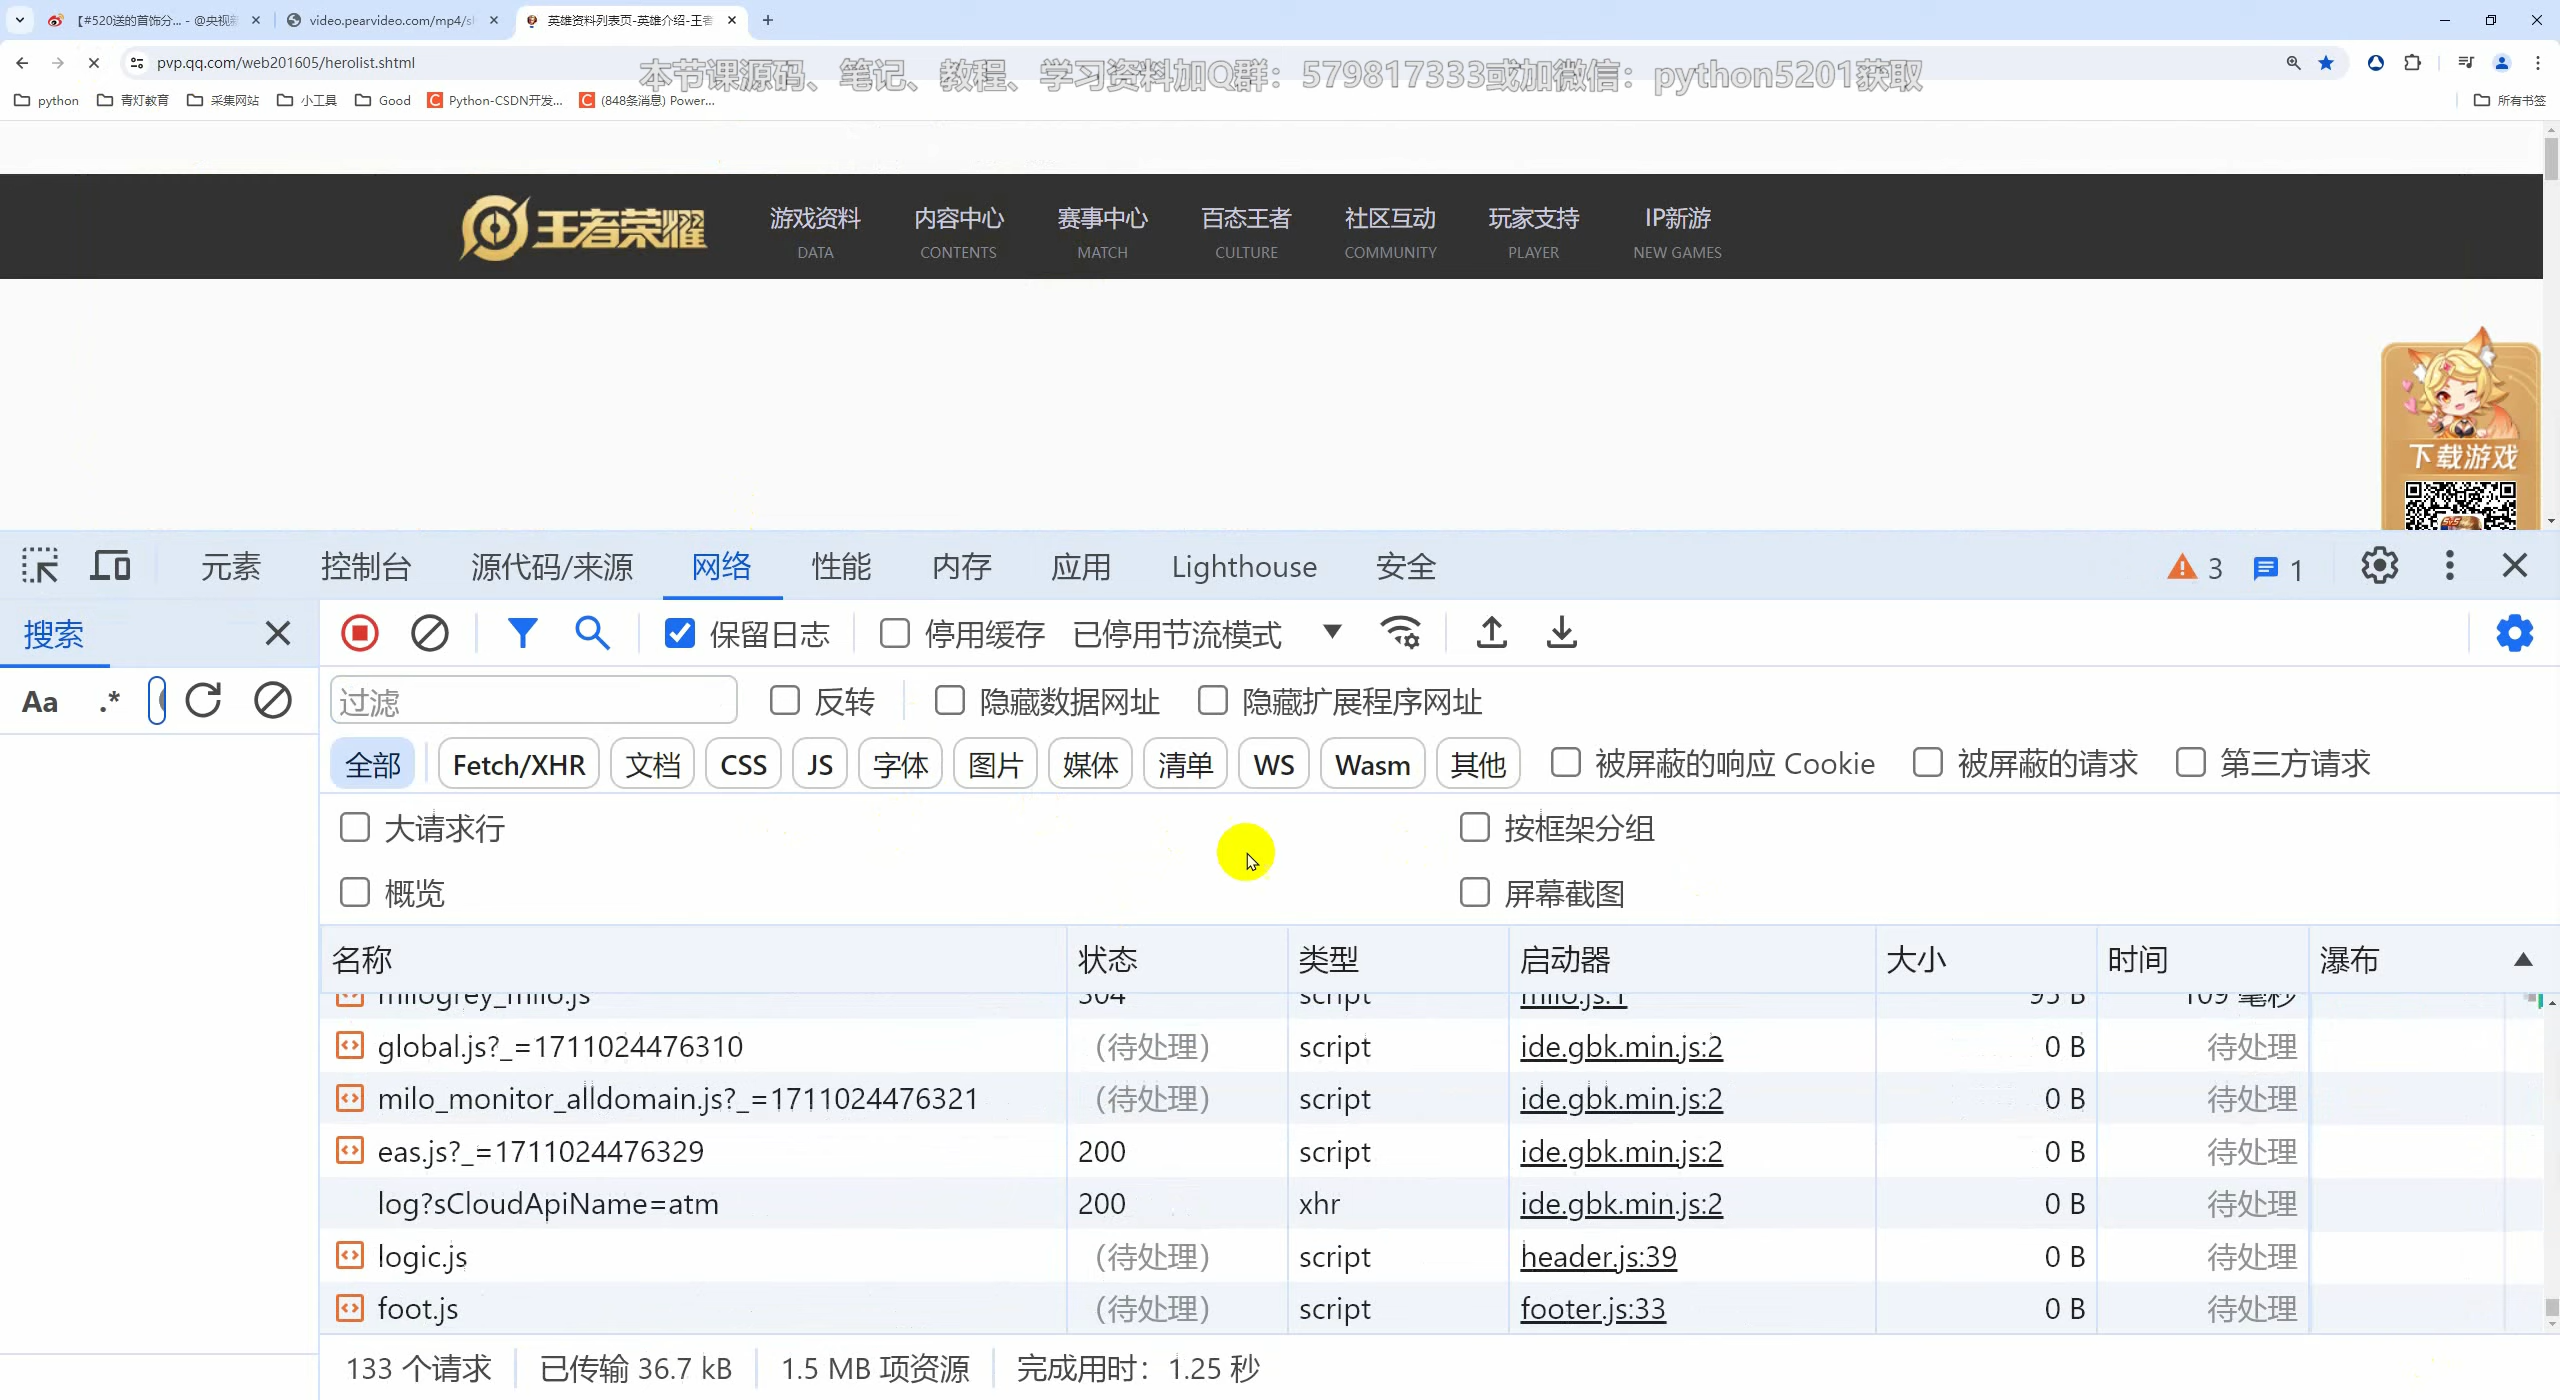 【#520送的首饰分... - @央视新
video.pearvideo.com/mp4/s
英雄资料列表页-英雄介绍-王者
pvp.qq.com/web201605/herolist.shtml
本节课源码、笔记、教程、学习资料加Q群：579817333或加微信：python5201获取
python 青灯教育 采集网站 小工具 Good Python-CSDN开发... (848条消息) Power... 所有书签
王者荣耀
游戏资料 内容中心 赛事中心 百态王者 社区互动 玩家支持 IP新游
DATA CONTENTS MATCH CULTURE COMMUNITY PLAYER NEW GAMES
下载游戏
元素 控制台 源代码/来源 网络 性能 内存 应用 Lighthouse 安全 3 1
搜索 保留日志 停用缓存 已停用节流模式
Aa .* 过滤 反转 隐藏数据网址 隐藏扩展程序网址
全部 Fetch/XHR 文档 CSS JS 字体 图片 媒体 清单 WS Wasm 其他 被屏蔽的响应 Cookie 被屏蔽的请求 第三方请求
大请求行 按框架分组
概览 屏幕截图
名称 状态 类型 启动器 大小 时间 瀑布
milogrey_milo.js 304 script milo.js:1 95 B 109 毫秒
global.js?_=1711024476310 （待处理） script ide.gbk.min.js:2 0 B 待处理
milo_monitor_alldomain.js?_=1711024476321 （待处理） script ide.gbk.min.js:2 0 B 待处理
eas.js?_=1711024476329 200 script ide.gbk.min.js:2 0 B 待处理
log?sCloudApiName=atm 200 xhr ide.gbk.min.js:2 0 B 待处理
logic.js （待处理） script header.js:39 0 B 待处理
foot.js （待处理） script footer.js:33 0 B 待处理
133 个请求 已传输 36.7 kB 1.5 MB 项资源 完成用时：1.25 秒